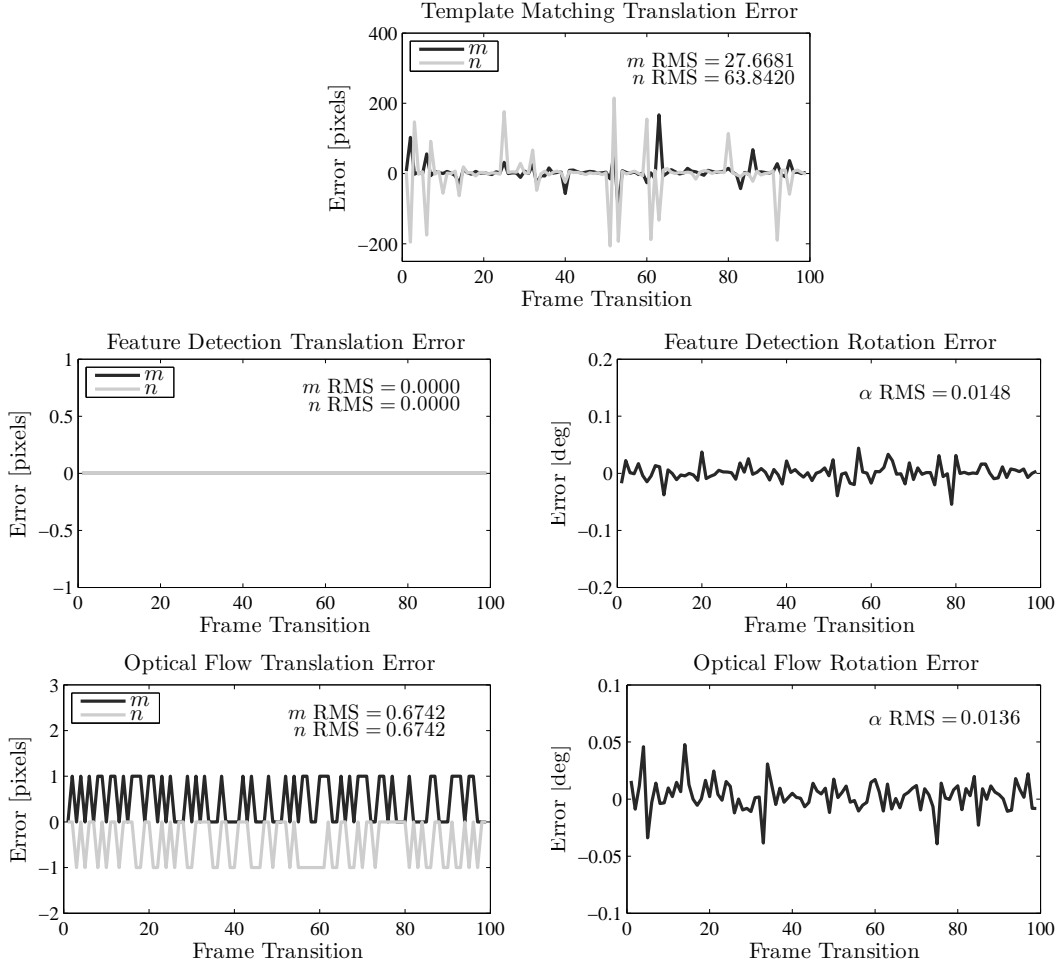 Template Matching Translation Error
400
200
0
−200
Error [pixels]
m
n
m RMS = 27.6681
n RMS = 63.8420
0 20 40 60 80 100
Frame Transition
Feature Detection Translation Error
1
0.5
0
−0.5
−1
Error [pixels]
m
n
m RMS = 0.0000
n RMS = 0.0000
0 20 40 60 80 100
Frame Transition
Feature Detection Rotation Error
0.2
0.1
0
−0.1
−0.2
Error [deg]
α RMS = 0.0148
0 20 40 60 80 100
Frame Transition
Optical Flow Translation Error
3
2
1
0
−1
−2
Error [pixels]
m
n
m RMS = 0.6742
n RMS = 0.6742
0 20 40 60 80 100
Frame Transition
Optical Flow Rotation Error
0.1
0.05
0
−0.05
−0.1
Error [deg]
α RMS = 0.0136
0 20 40 60 80 100
Frame Transition